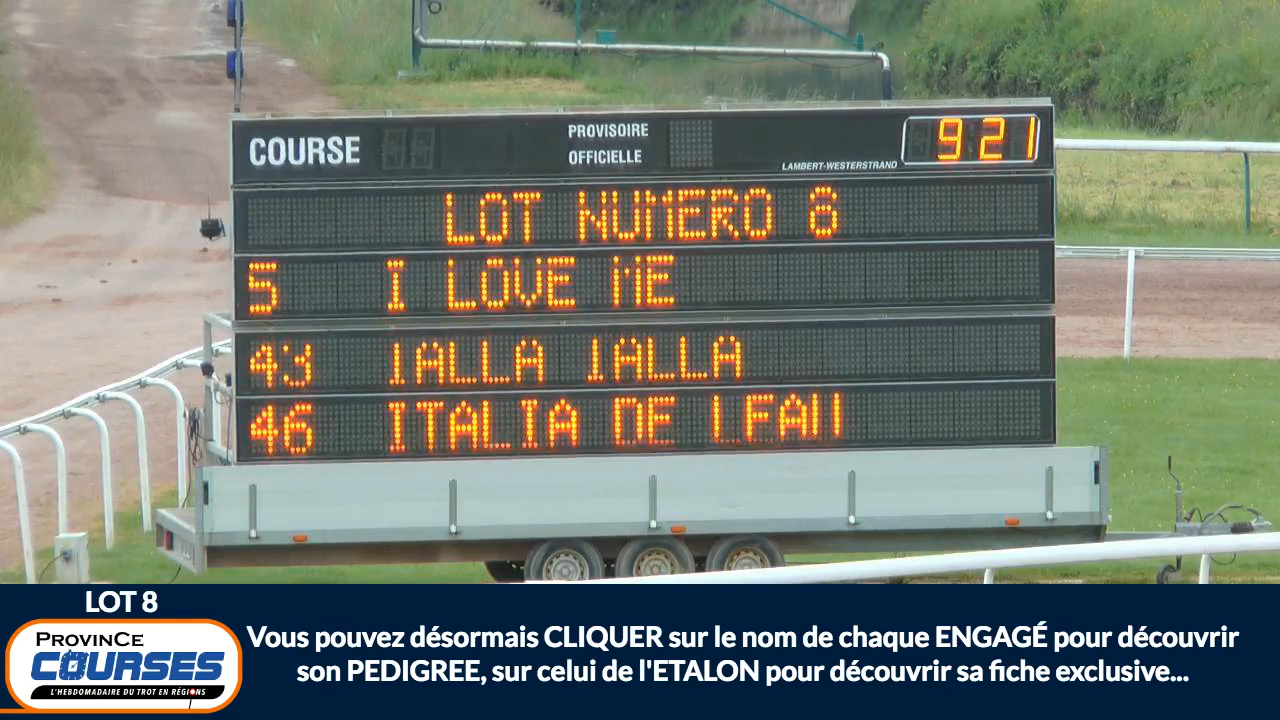 COURSE
PROVISOIRE
OFFICIELLE
LAMBERT-WESTERSTRAND
921
LOT NUMERO 8
5 I LOVE ME
43 IALLA IALLA
46 ITALIA DE LEAU
LOT 8
PROVINCE
COURSES
L'HEBDOMADAIRE DU TROT EN RÉGIONS
Vous pouvez désormais CLIQUER sur le nom de chaque ENGAGÉ pour découvrir
son PEDIGREE, sur celui de l'ETALON pour découvrir sa fiche exclusive...